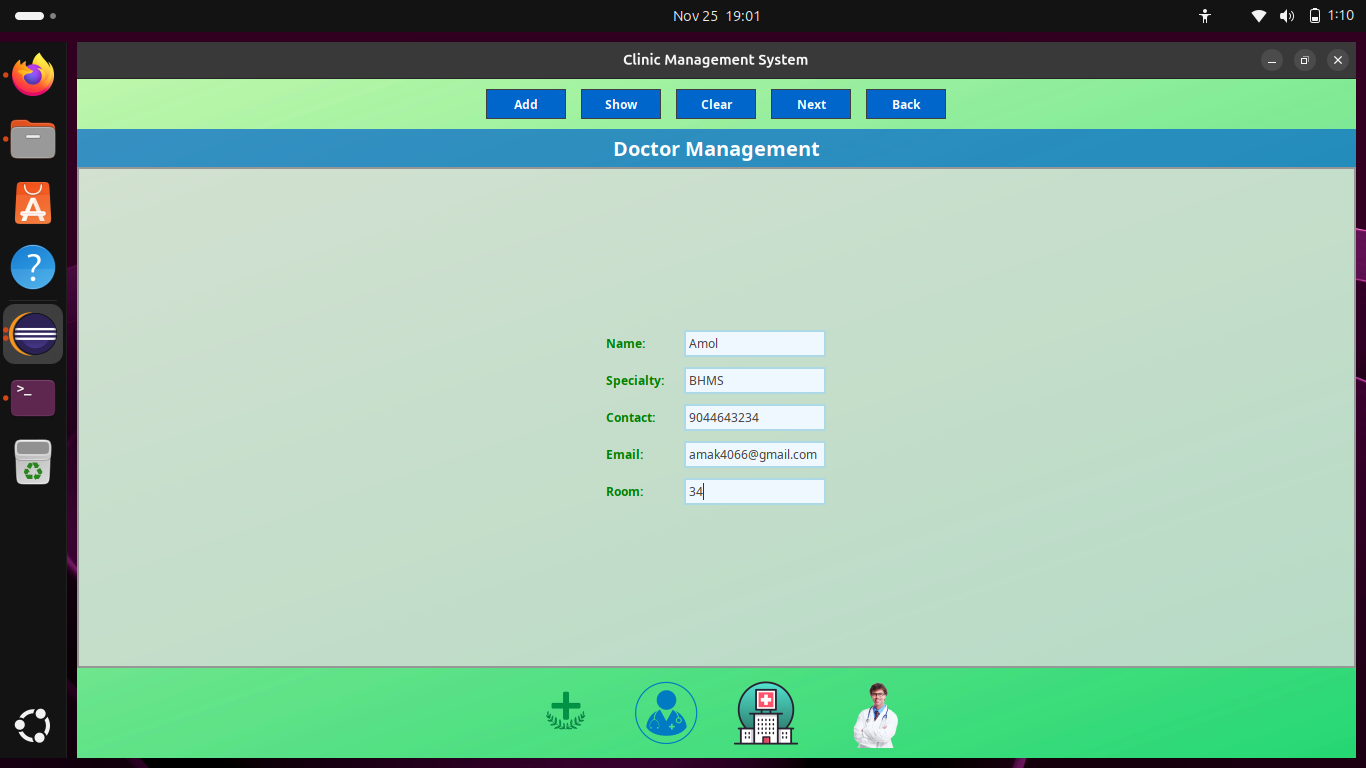 Nov 25 19:01
1:10
Clinic Management System
Add Show Clear Next Back
Doctor Management
Name: Amol
Specialty: BHMS
Contact: 9044643234
Email: amak4066@gmail.com
Room: 34